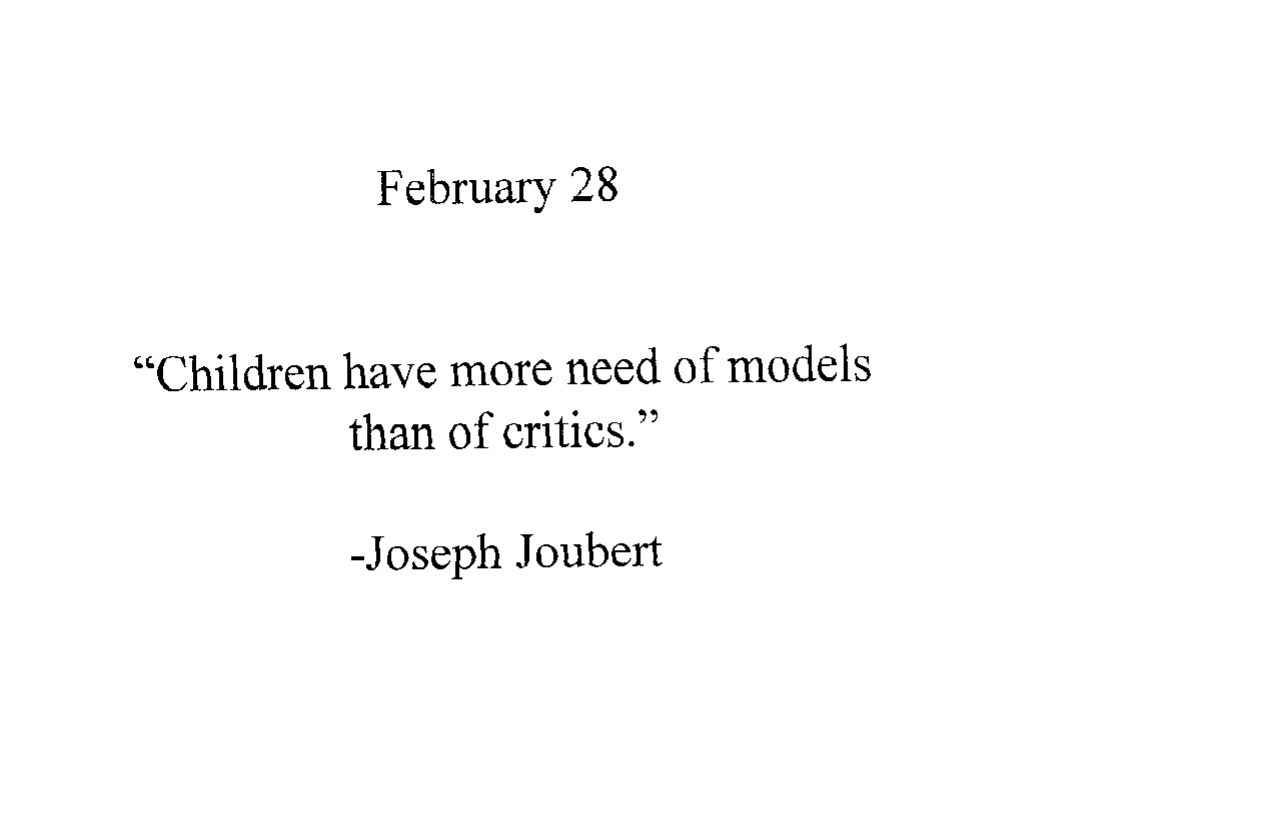 February 28
“Children have more need of models
than of critics.”
-Joseph Joubert